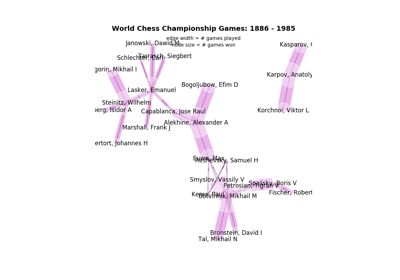 World Chess Championship Games: 1886 - 1985
edge width = # games played
node size = # games won
Janowski, Dawid M
Kasparov,
Schlechter, Carl
Tarrasch, Siegbert
gorin, Mikhail I
Karpov, Anatoly
Bogoljubow, Efim D
Lasker, Emanuel
Steinitz, Wilhelm
erg, Isidor A
Capablanca, Jose Raul
Korchnoi, Viktor L
Alekhine, Alexander A
Marshall, Frank J
ertort, Johannes H
Euwe, Max
Reshevsky, Samuel H
Smyslov, Vassily V
Petrosian, Tigran V
Spassky, Boris V
Keres, Paul
Botvinnik, Mikhail M
Fischer, Robert
Bronstein, David I
Tal, Mikhail N